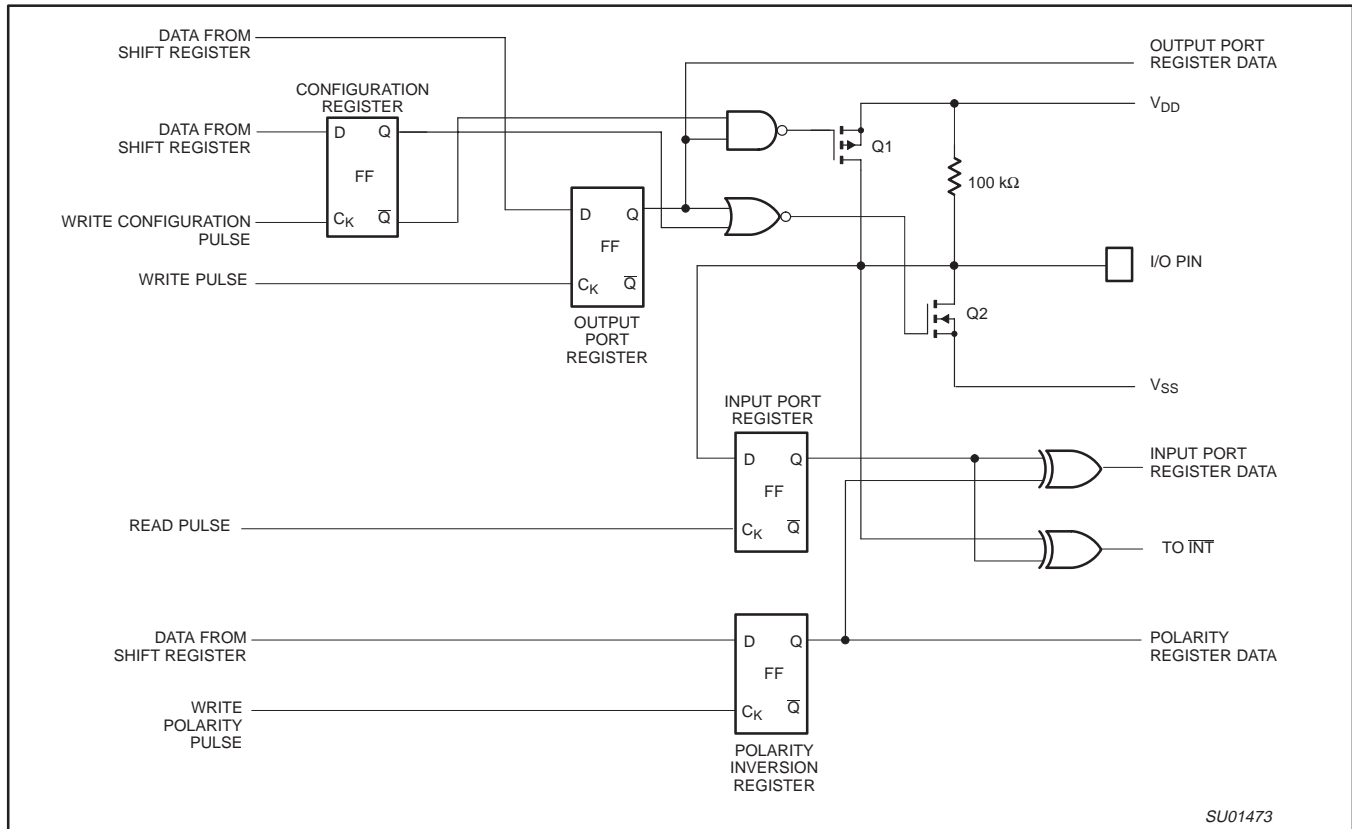 DATA FROM
SHIFT REGISTER
OUTPUT PORT
REGISTER DATA
CONFIGURATION
REGISTER
V_DD
DATA FROM
SHIFT REGISTER
D Q
Q1
FF
100 kΩ
WRITE CONFIGURATION
PULSE
C_K Q̅
D Q
I/O PIN
FF
WRITE PULSE
C_K Q̅
Q2
OUTPUT
PORT
REGISTER
V_SS
INPUT PORT
REGISTER
D Q
INPUT PORT
REGISTER DATA
FF
READ PULSE
C_K Q̅
TO I̅N̅T̅
DATA FROM
SHIFT REGISTER
D Q
POLARITY
REGISTER DATA
FF
WRITE
POLARITY
PULSE
C_K Q̅
POLARITY
INVERSION
REGISTER
SU01473